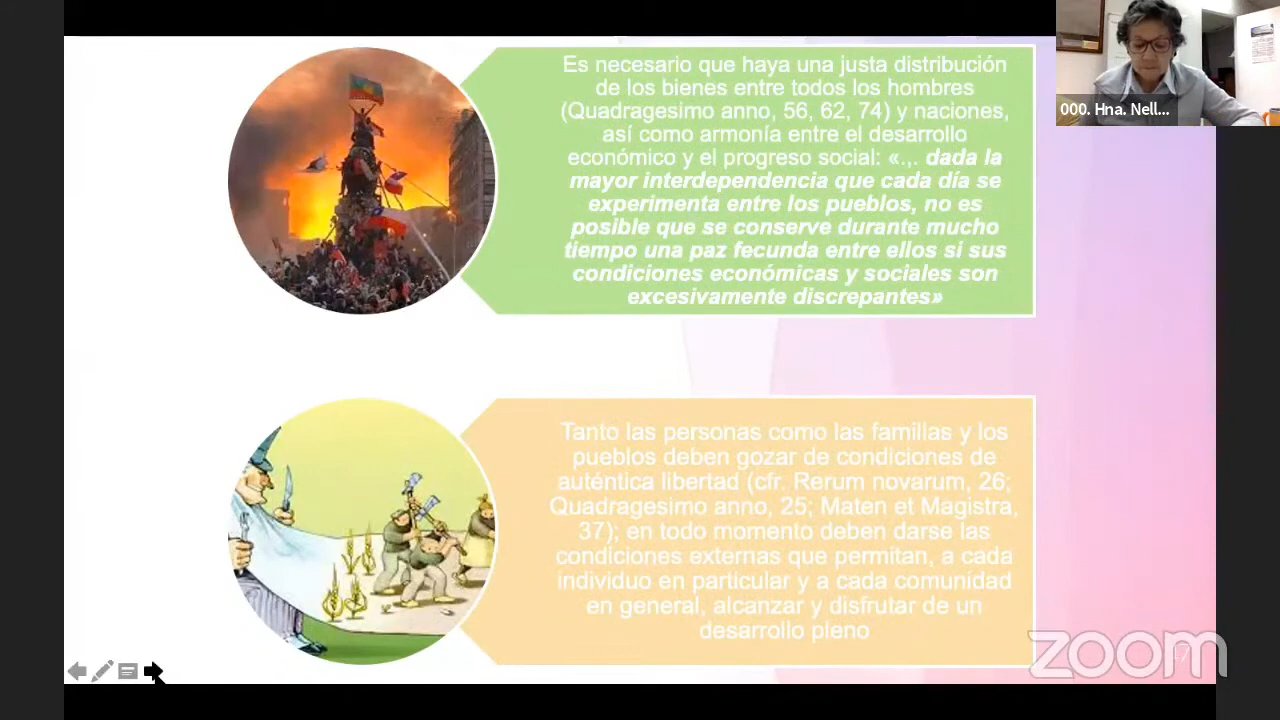 Es necesario que haya una justa distribución
de los bienes entre todos los hombres
(Quadragesimo anno, 56, 62, 74) y naciones,
así como armonía entre el desarrollo
económico y el progreso social: «.,. dada la
mayor interdependencia que cada día se
experimenta entre los pueblos, no es
posible que se conserve durante mucho
tiempo una paz fecunda entre ellos si sus
condiciones económicas y sociales son
excesivamente discrepantes»
Tanto las personas como las famillas y los
pueblos deben gozar de condiciones de
auténtica libertad (cfr. Rerum novarum, 26;
Quadragesimo anno, 25; Maten et Magistra,
37); en todo momento deben darse las
condiciones externas que permitan, a cada
individuo en particular y a cada comunidad
en general, alcanzar y disfrutar de un
desarrollo pleno
000. Hna. Nell...
zoom